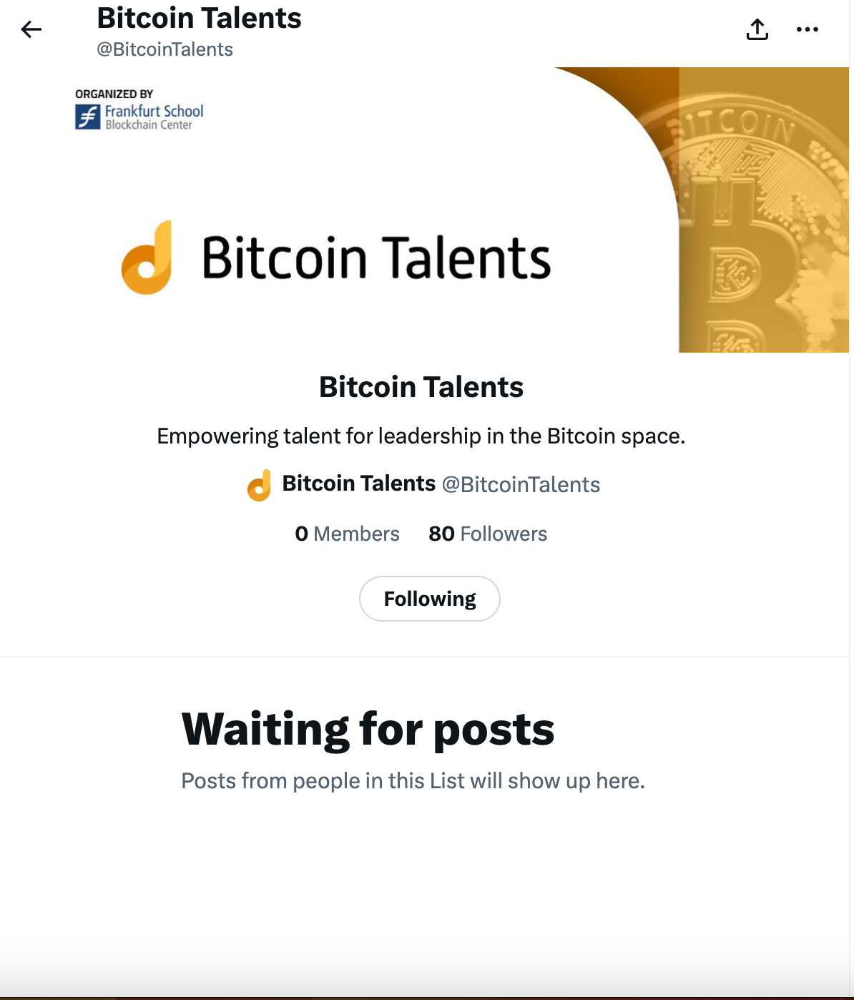 Bitcoin Talents
@BitcoinTalents
ORGANIZED BY
Frankfurt School
Blockchain Center
BITCOIN
Bitcoin Talents
Bitcoin Talents
Empowering talent for leadership in the Bitcoin space.
Bitcoin Talents @BitcoinTalents
0 Members 80 Followers
Following
Waiting for posts
Posts from people in this List will show up here.